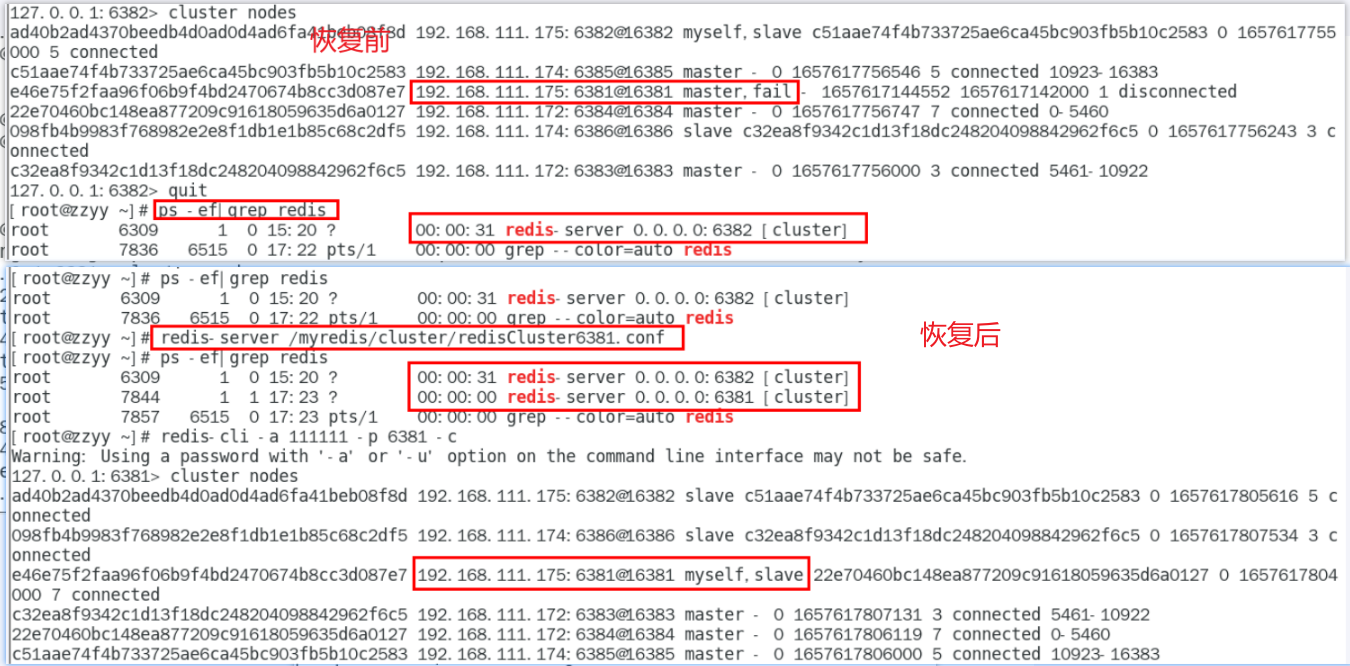 127.0.0.1:6382> cluster nodes
ad40b2ad4370beedb4d0ad0d4ad6fa41beb08f8d 192.168.111.175:6382@16382 myself,slave c51aae74f4b733725ae6ca45bc903fb5b10c2583 0 1657617755
恢复前
000 5 connected
c51aae74f4b733725ae6ca45bc903fb5b10c2583 192.168.111.174:6385@16385 master - 0 1657617756546 5 connected 10923-16383
e46e75f2faa96f06b9f4bd2470674b8cc3d087e7 192.168.111.175:6381@16381 master,fail - 1657617144552 1657617142000 1 disconnected
22e70460bc148ea877209c91618059635d6a0127 192.168.111.172:6384@16384 master - 0 1657617756747 7 connected 0-5460
098fb4b9983f768982e2e8f1db1e1b85c68c2df5 192.168.111.174:6386@16386 slave c32ea8f9342c1d13f18dc248204098842962f6c5 0 1657617756243 3 c
onnected
c32ea8f9342c1d13f18dc248204098842962f6c5 192.168.111.172:6383@16383 master - 0 1657617756000 3 connected 5461-10922
127.0.0.1:6382> quit
[root@zzyy ~]# ps -ef|grep redis
root 6309 1 0 15:20 ? 00:00:31 redis-server 0.0.0.0:6382 [cluster]
root 7836 6515 0 17:22 pts/1 00:00:00 grep --color=auto redis
[root@zzyy ~]# ps -ef|grep redis
root 6309 1 0 15:20 ? 00:00:31 redis-server 0.0.0.0:6382 [cluster]
root 7836 6515 0 17:22 pts/1 00:00:00 grep --color=auto redis
[root@zzyy ~]# redis-server /myredis/cluster/redisCluster6381.conf
恢复后
[root@zzyy ~]# ps -ef|grep redis
root 6309 1 0 15:20 ? 00:00:31 redis-server 0.0.0.0:6382 [cluster]
root 7844 1 1 17:23 ? 00:00:00 redis-server 0.0.0.0:6381 [cluster]
root 7857 6515 0 17:23 pts/1 00:00:00 grep --color=auto redis
[root@zzyy ~]# redis-cli -a 111111 -p 6381 -c
Warning: Using a password with '-a' or '-u' option on the command line interface may not be safe.
127.0.0.1:6381> cluster nodes
ad40b2ad4370beedb4d0ad0d4ad6fa41beb08f8d 192.168.111.175:6382@16382 slave c51aae74f4b733725ae6ca45bc903fb5b10c2583 0 1657617805616 5 c
onnected
098fb4b9983f768982e2e8f1db1e1b85c68c2df5 192.168.111.174:6386@16386 slave c32ea8f9342c1d13f18dc248204098842962f6c5 0 1657617807534 3 c
onnected
e46e75f2faa96f06b9f4bd2470674b8cc3d087e7 192.168.111.175:6381@16381 myself,slave 22e70460bc148ea877209c91618059635d6a0127 0 1657617804
000 7 connected
c32ea8f9342c1d13f18dc248204098842962f6c5 192.168.111.172:6383@16383 master - 0 1657617807131 3 connected 5461-10922
22e70460bc148ea877209c91618059635d6a0127 192.168.111.172:6384@16384 master - 0 1657617806119 7 connected 0-5460
c51aae74f4b733725ae6ca45bc903fb5b10c2583 192.168.111.174:6385@16385 master - 0 1657617806000 5 connected 10923-16383